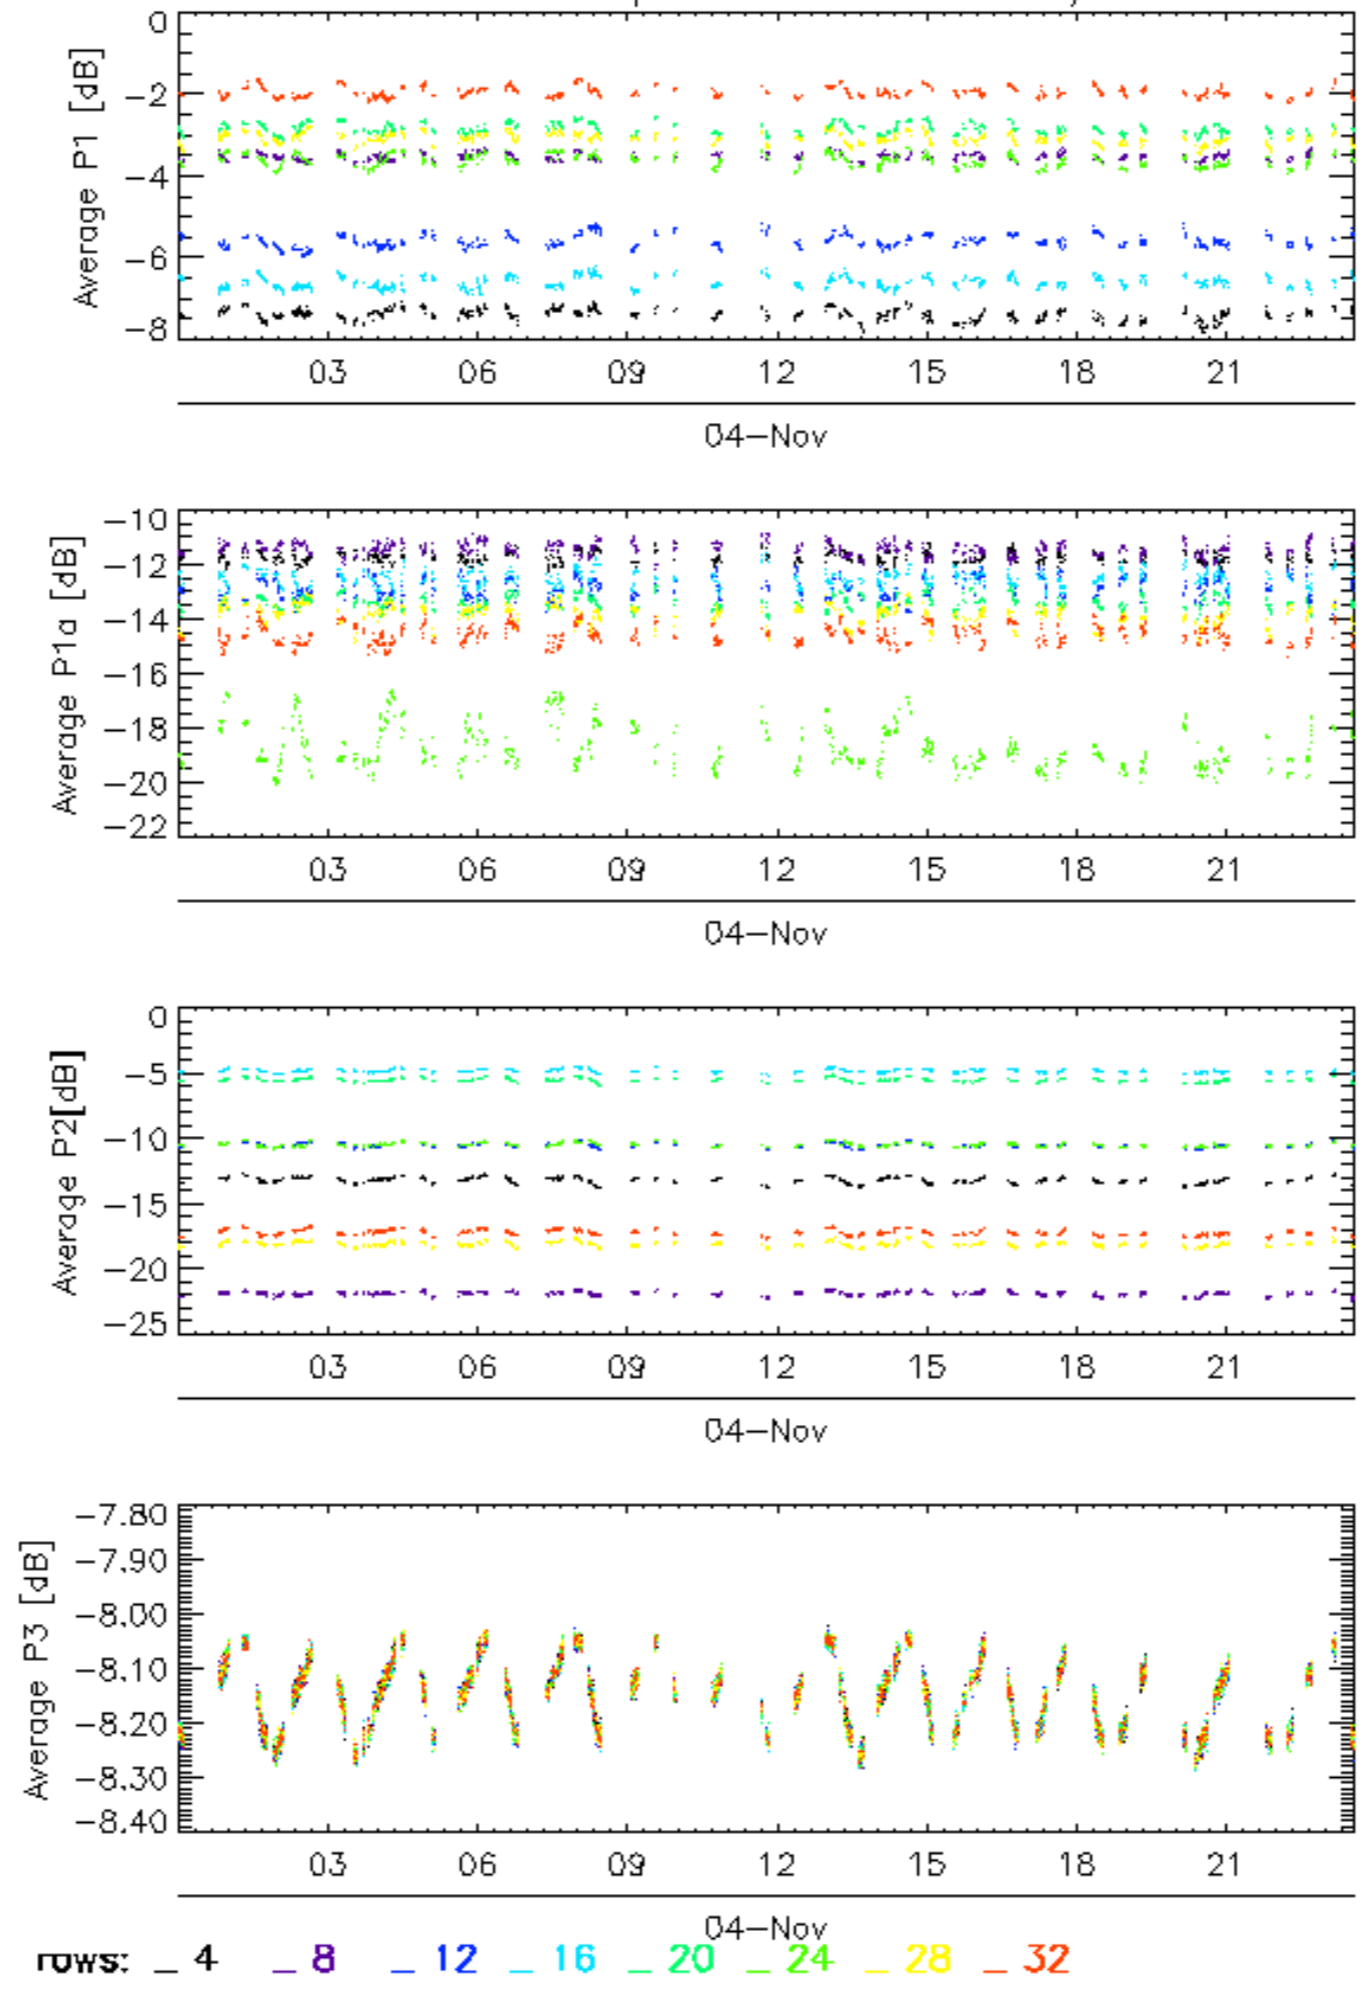 0
-2
-4
-6
-8
Average P1 [dB]
03 06 09 12 15 18 21
04-Nov
-10
-12
-14
-16
-18
-20
-22
Average P1a [dB]
03 06 09 12 15 18 21
04-Nov
0
-5
-10
-15
-20
-25
Average P2[dB]
03 06 09 12 15 18 21
04-Nov
-7.80
-7.90
-8.00
-8.10
-8.20
-8.30
-8.40
Average P3 [dB]
03 06 09 12 15 18 21
04-Nov
rows: _ 4 _ 8 _ 12 _ 16 _ 20 _ 24 _ 28 _ 32